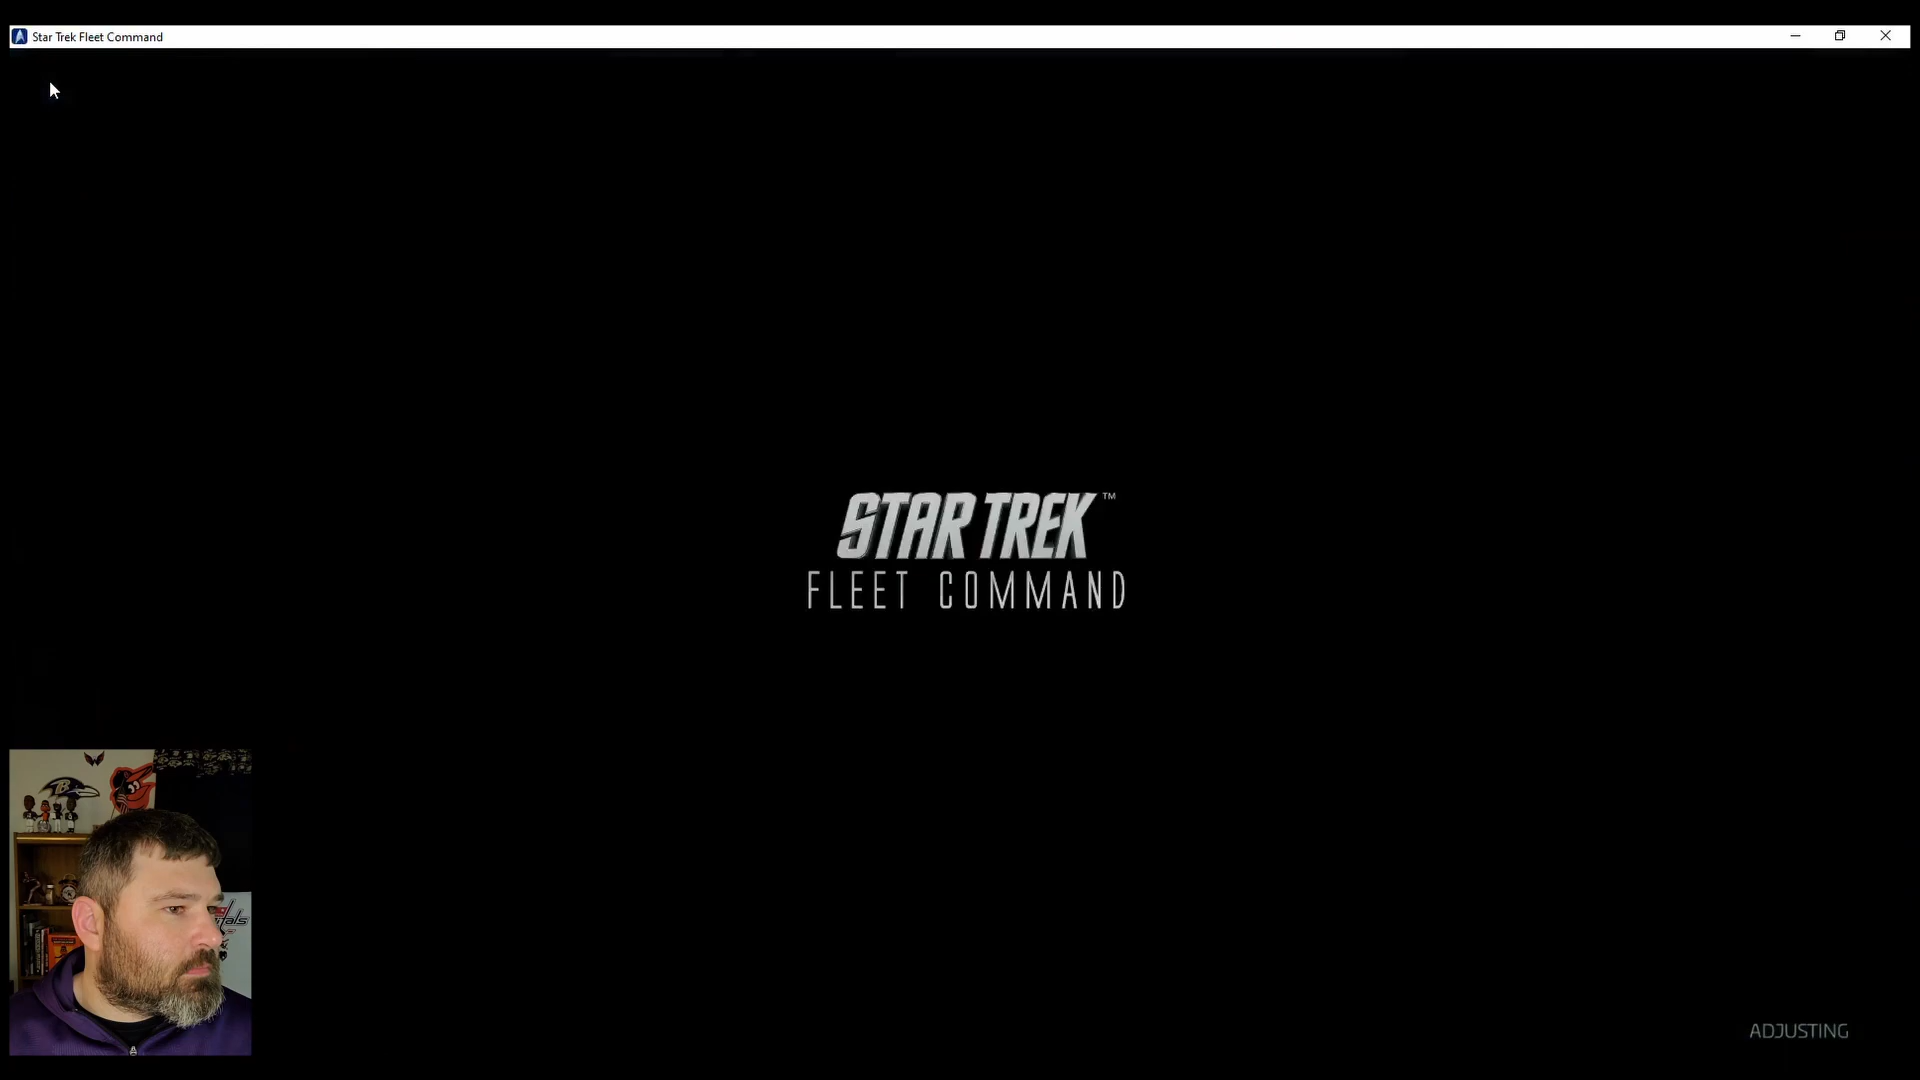 Star Trek Fleet Command
STAR TREK™
FLEET COMMAND
ADJUSTING